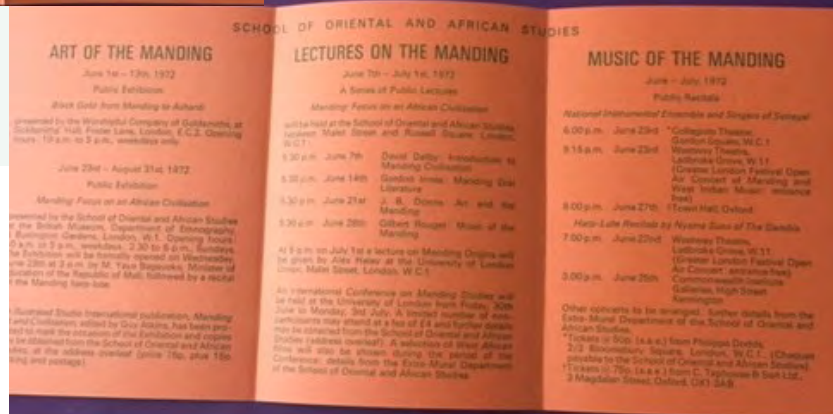 SCHOOL OF ORIENTAL AND AFRICAN STUDIES
ART OF THE MANDING
June 1st – 13th, 1972
Public Exhibition
Black Gold from Manding to Ashanti
presented by the Worshipful Company of Goldsmiths, at
Goldsmiths' Hall, Foster Lane, London, E.C.2. Opening
hours: 10 a.m. to 5 p.m., weekdays only.
June 23rd – August 31st, 1972
Public Exhibition
Manding: Focus on an African Civilisation
presented by the School of Oriental and African Studies
the British Museum, Department of Ethnography,
Burlington Gardens, London, W.1. Opening hours:
10 a.m. to 5 p.m., weekdays; 2.30 to 6 p.m., Sundays.
The Exhibition will be formally opened on Wednesday,
23th at 3 p.m. by M. Yaya Bagayoko, Minister of
Education of the Republic of Mali, followed by a recital
the Manding harp-lute.
illustrated Studio International publication, Manding
Civilisation, edited by Guy Atkins, has been
to mark the occasion of the Exhibition and copies
be obtained from the School of Oriental and African
at the address overleaf (price 75p, plus 15p
and postage).
LECTURES ON THE MANDING
June 7th – July 1st, 1972
A Series of Public Lectures
Manding: Focus on an African Civilisation
will be held at the School of Oriental and African Studies
between Malet Street and Russell Square, London,
W.C.1
5.30 p.m. June 7th David Dalby: Introduction to
Manding Civilisation
5.30 p.m. June 14th Gordon Innes: Manding Oral
Literature
5.30 p.m. June 21st J. B. Donne: Art and the
Manding
5.30 p.m. June 28th Gilbert Rouget: Music of the
Manding
At 5 p.m. on July 1st a lecture on Manding Origins will
be given by Alex Haley at the University of London
Union, Malet Street, London, W.C.1
An International Conference on Manding Studies will
be held at the University of London from Friday, 30th
June to Monday, 3rd July. A limited number of
participants may attend at a fee of £4 and further details
may be obtained from the School of Oriental and African
Studies (address overleaf). A selection of West African
films will also be shown during the period of the
Conference; details from the Extra-Mural Department
of the School of Oriental and African Studies
MUSIC OF THE MANDING
June – July, 1972
Public Recitals
National Instrumental Ensemble and Singers of Senegal
6.00 p.m. June 23rd *Collegiate Theatre,
Gordon Square, W.C.1
9.15 p.m. June 23rd Westway Theatre,
Ladbroke Grove, W.11
(Greater London Festival Open
Air Concert of Manding and
West Indian Music: entrance
free)
8.00 p.m. June 27th †Town Hall, Oxford
Harp-Lute Recitals by Nyama Suso of The Gambia
7.00 p.m. June 22nd Westway Theatre,
Ladbroke Grove, W.11
(Greater London Festival Open
Air Concert: entrance free)
3.00 p.m. June 25th Commonwealth Institute
Galleries, High Street
Kensington
Other concerts to be arranged: further details from the
Extra-Mural Department of the School of Oriental and
African Studies.
*Tickets @ 50p. (s.a.e.) from Philippa
2/3 Bloomsbury Square, London, W.C.1. (Cheques
payable to the School of Oriental and African Studies)
†Tickets @ 75p. (s.a.e.) from C. Taphouse & Son Ltd.,
3 Magdalen Street, Oxford, OX1 3AB